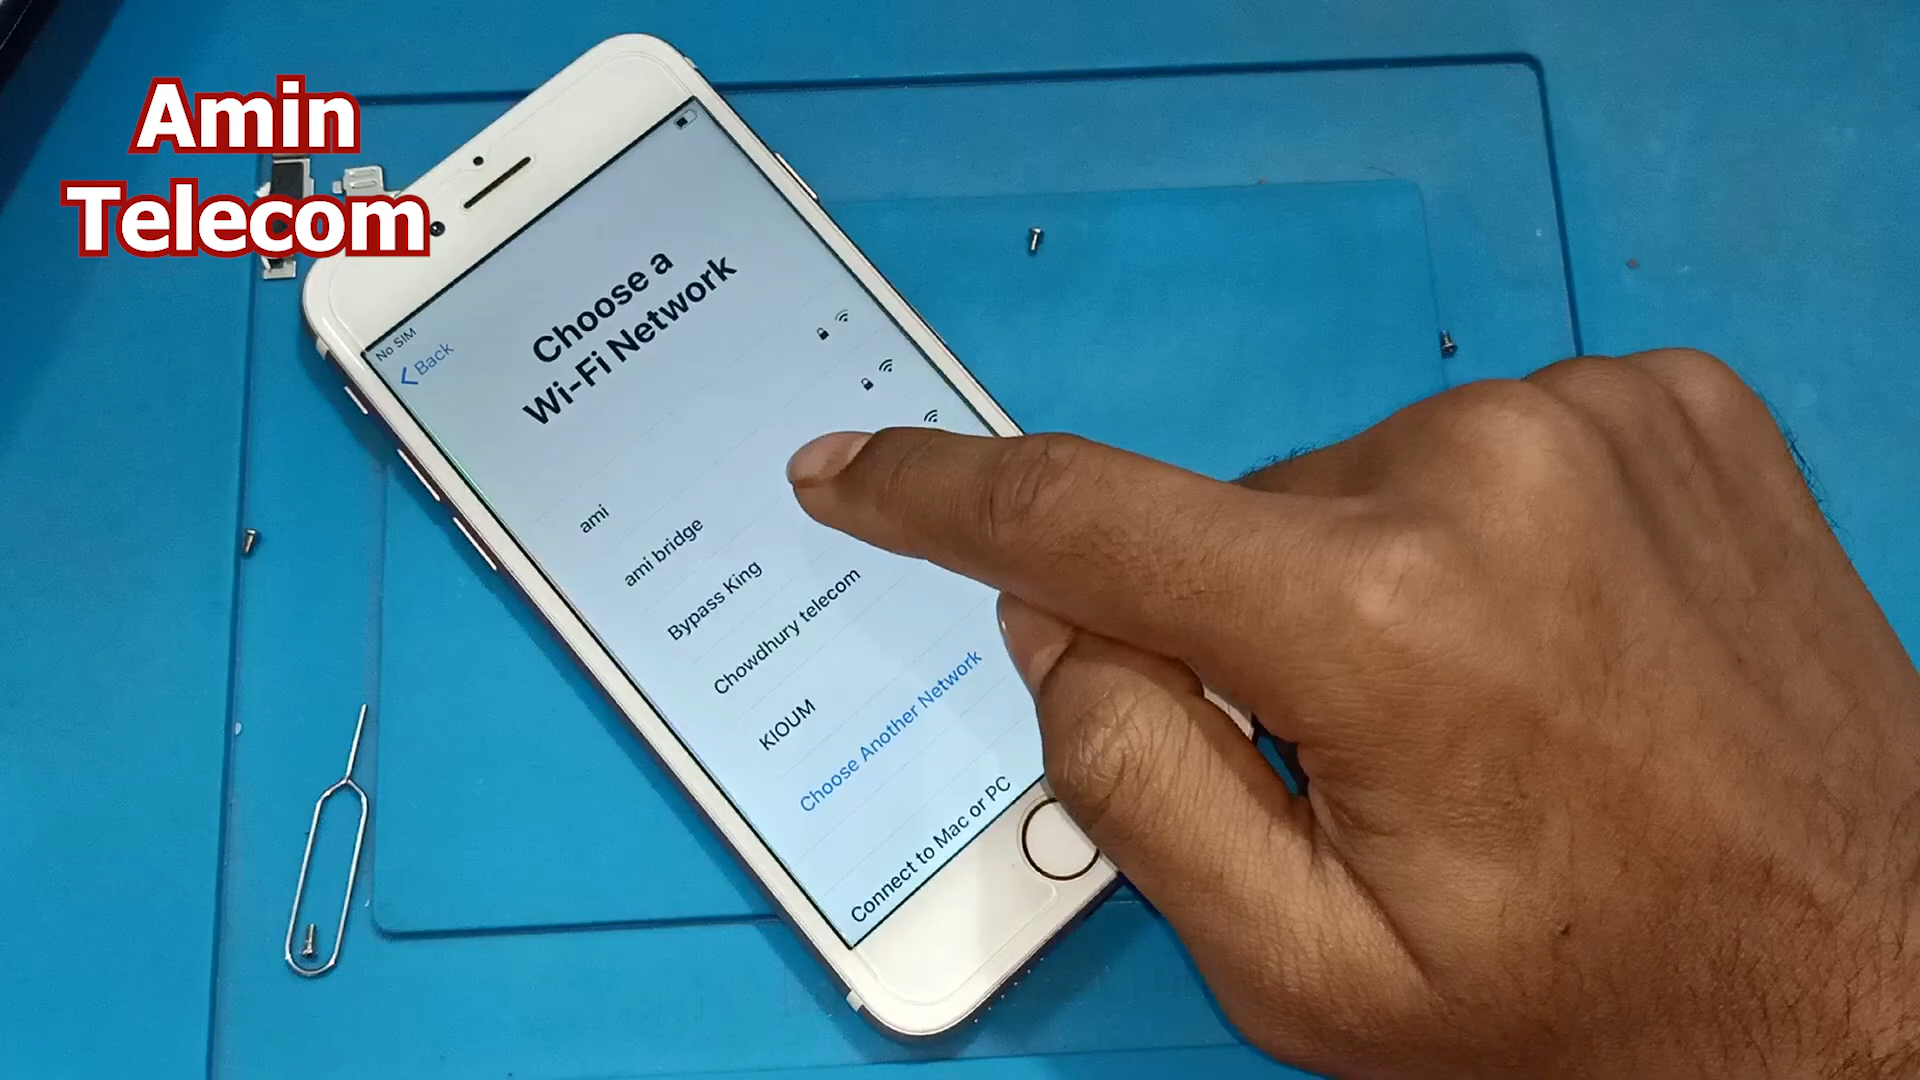 Amin
Telecom
No SIM
Back
Choose a
Wi-Fi Network
ami
ami bridge
Bypass King
Chowdhury telecom
KIOUM
Choose Another Network
Connect to Mac or PC